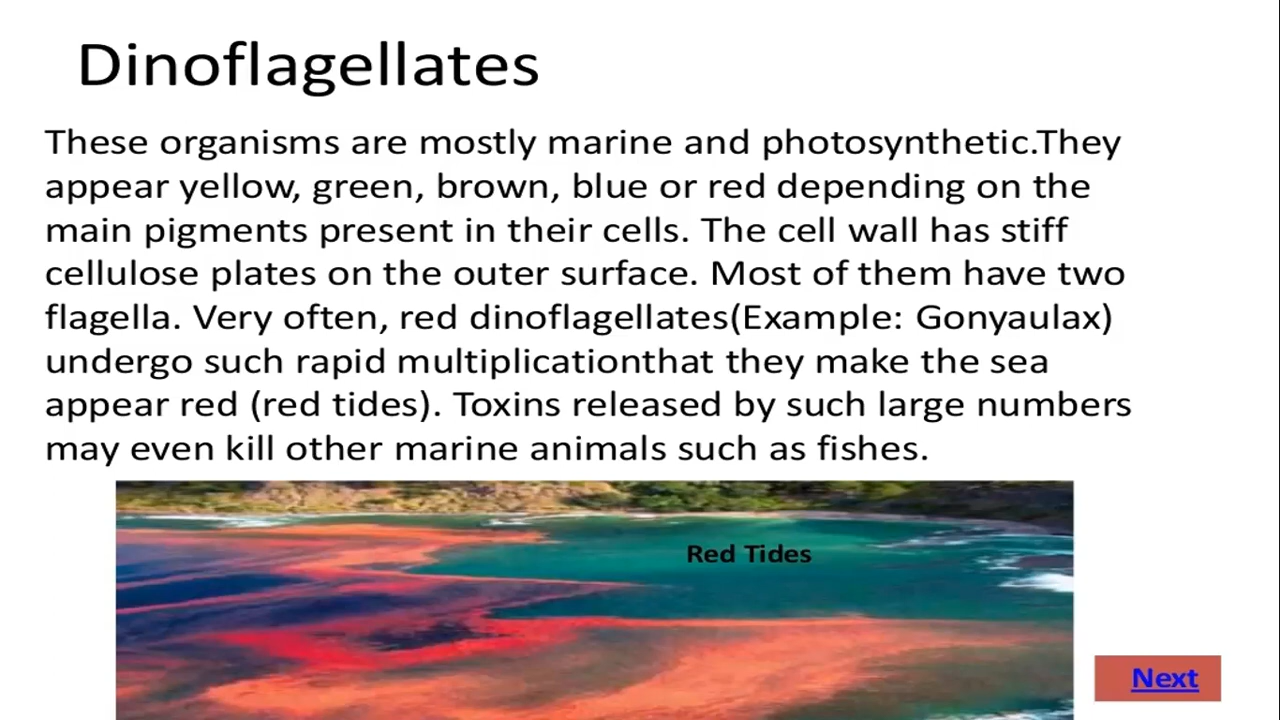 Dinoflagellates
These organisms are mostly marine and photosynthetic.They
appear yellow, green, brown, blue or red depending on the
main pigments present in their cells. The cell wall has stiff
cellulose plates on the outer surface. Most of them have two
flagella. Very often, red dinoflagellates(Example: Gonyaulax)
undergo such rapid multiplicationthat they make the sea
appear red (red tides). Toxins released by such large numbers
may even kill other marine animals such as fishes.
Red Tides
Next